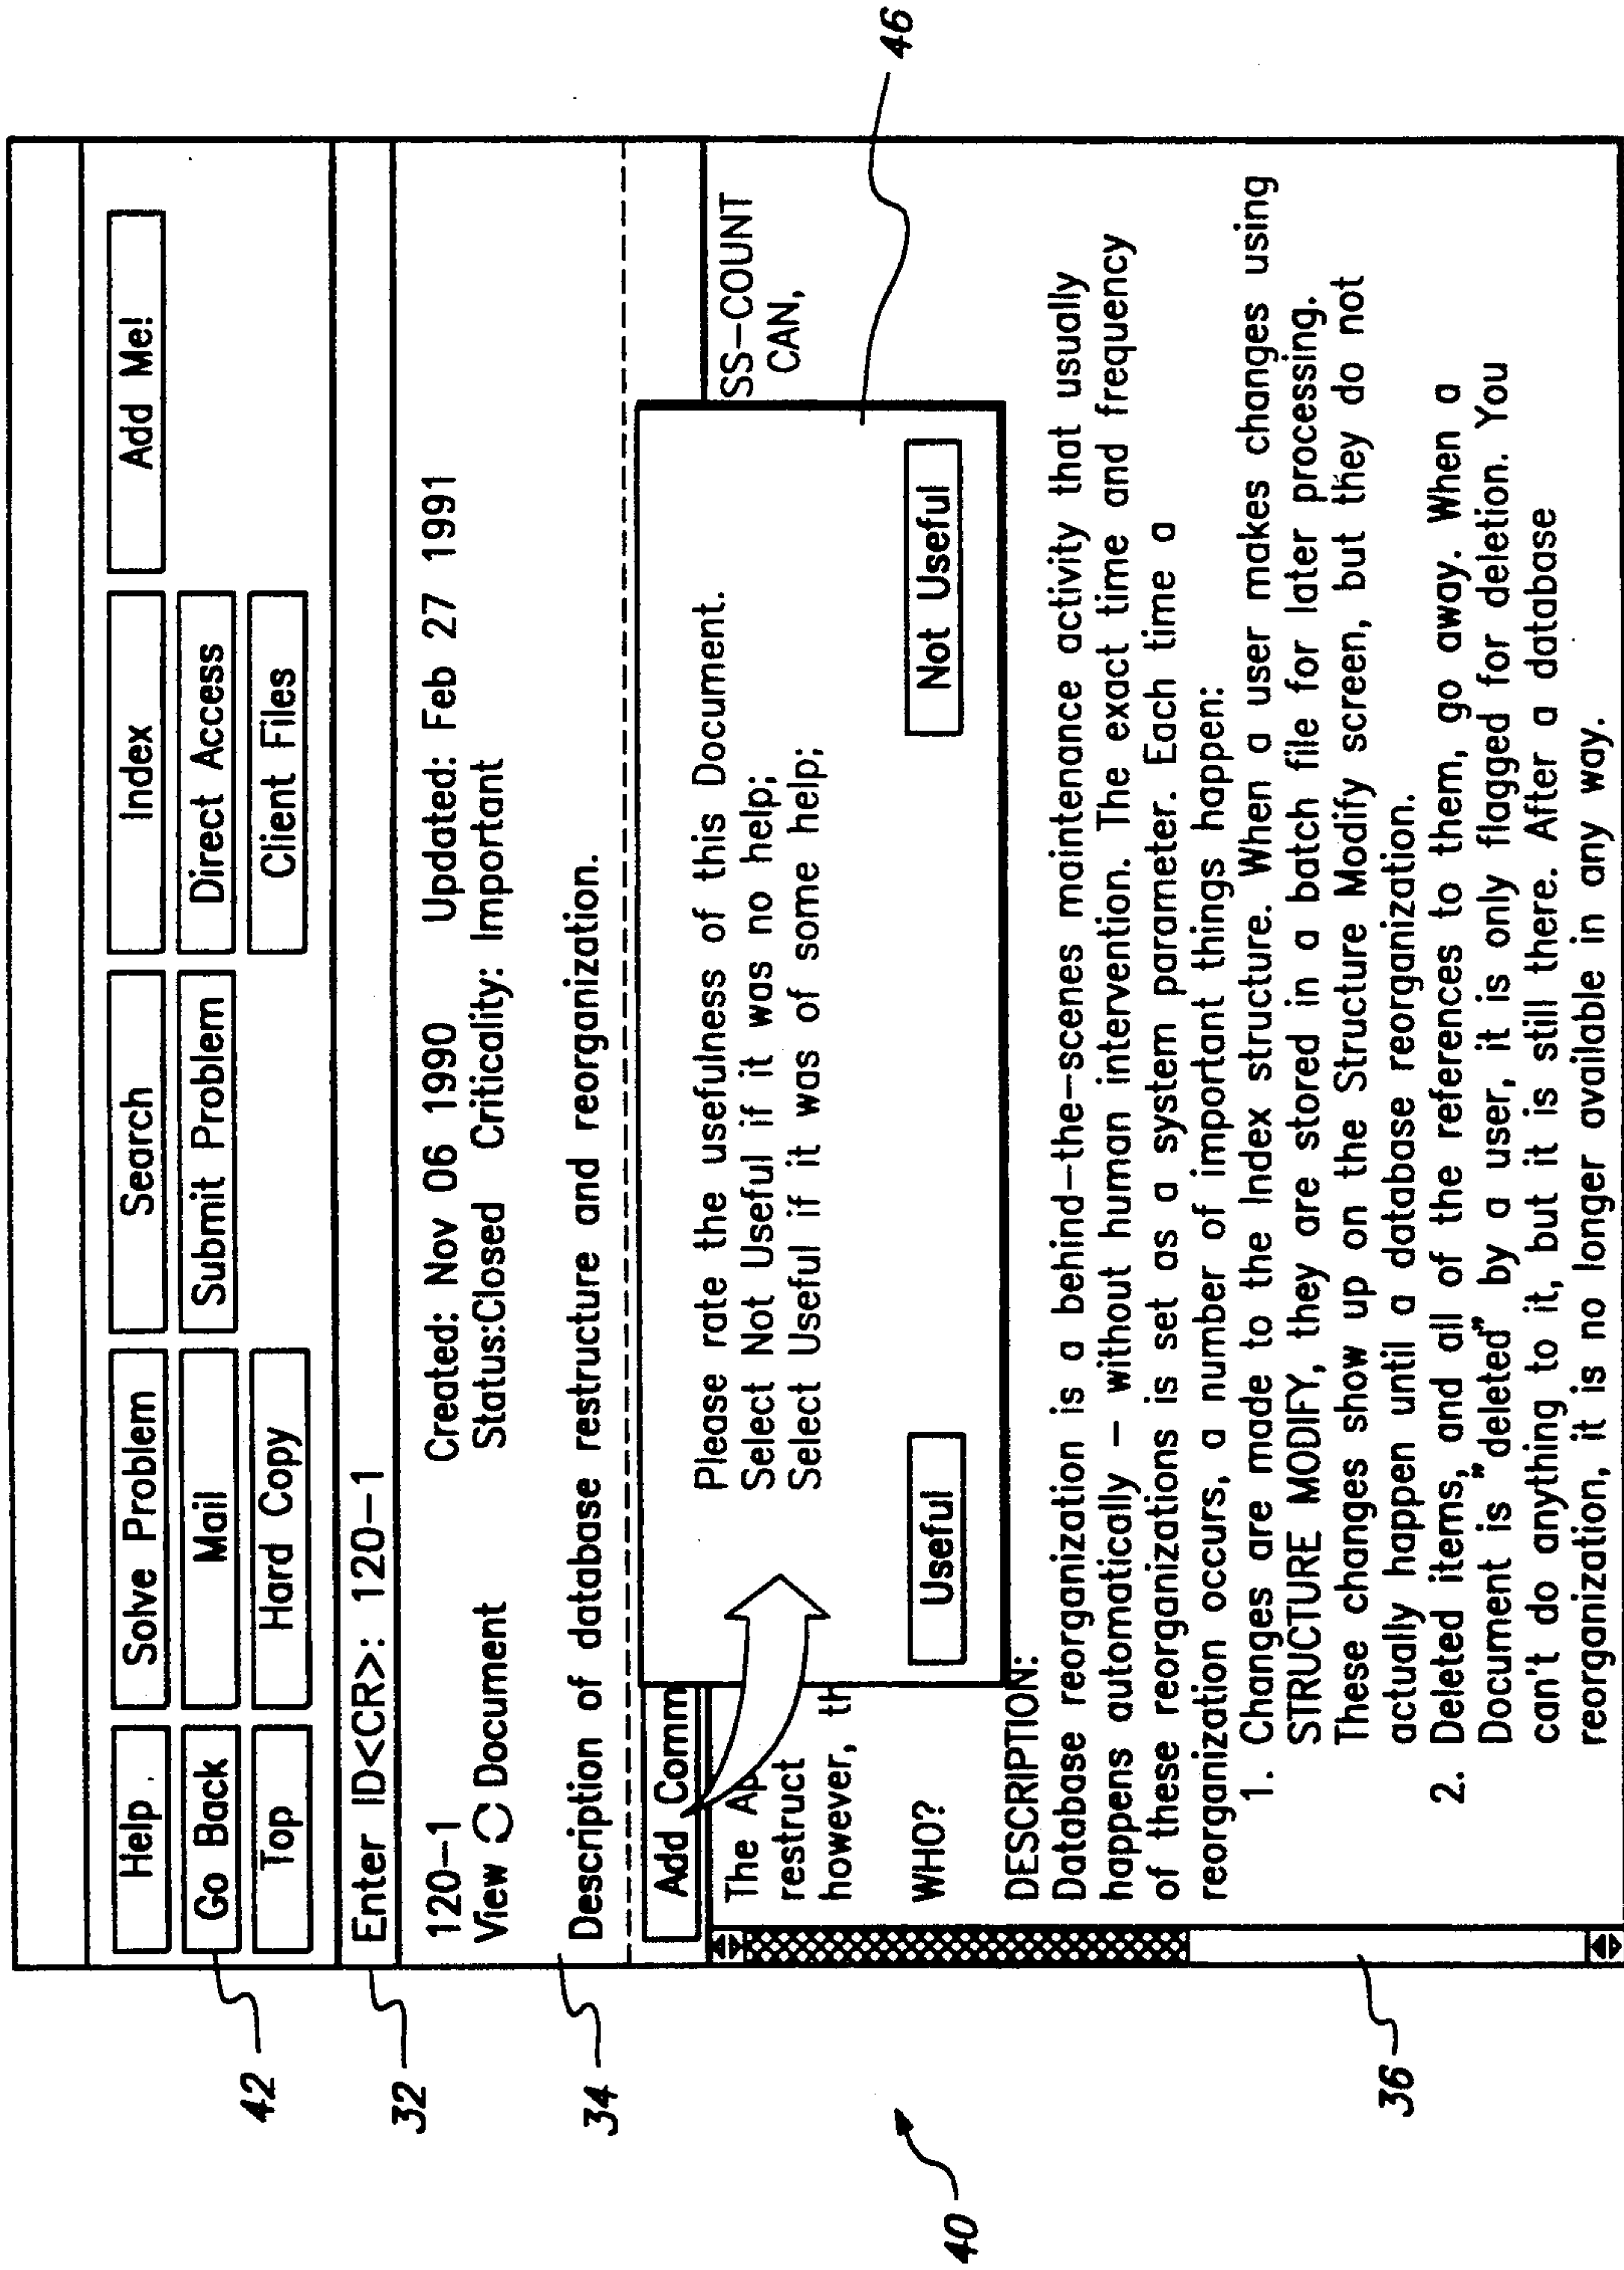 Help Solve Problem Search Index Add Me!
Go Back Mail Submit Problem Direct Access
Top Hard Copy Client Files
42
Enter ID<CR>: 120-1
32
120-1 Created: Nov 06 1990 Updated: Feb 27 1991
View Document Status:Closed Criticality: Important
34
Description of database restructure and reorganization.
Add Comm
Please rate the usefulness of this Document.
Select Not Useful if it was no help;
Select Useful if it was of some help;
Useful Not Useful
46
The Ap SS-COUNT
restruct CAN,
however, th
WHO?
40
DESCRIPTION:
Database reorganization is a behind-the-scenes maintenance activity that usually
happens automatically - without human intervention. The exact time and frequency
of these reorganizations is set as a system parameter. Each time a
reorganization occurs, a number of important things happen:
1. Changes are made to the Index structure. When a user makes changes using
STRUCTURE MODIFY, they are stored in a batch file for later processing.
These changes show up on the Structure Modify screen, but they do not
actually happen until a database reorganization.
36
2. Deleted items, and all of the references to them, go away. When a
Document is "deleted" by a user, it is only flagged for deletion. You
can't do anything to it, but it is still there. After a database
reorganization, it is no longer available in any way.